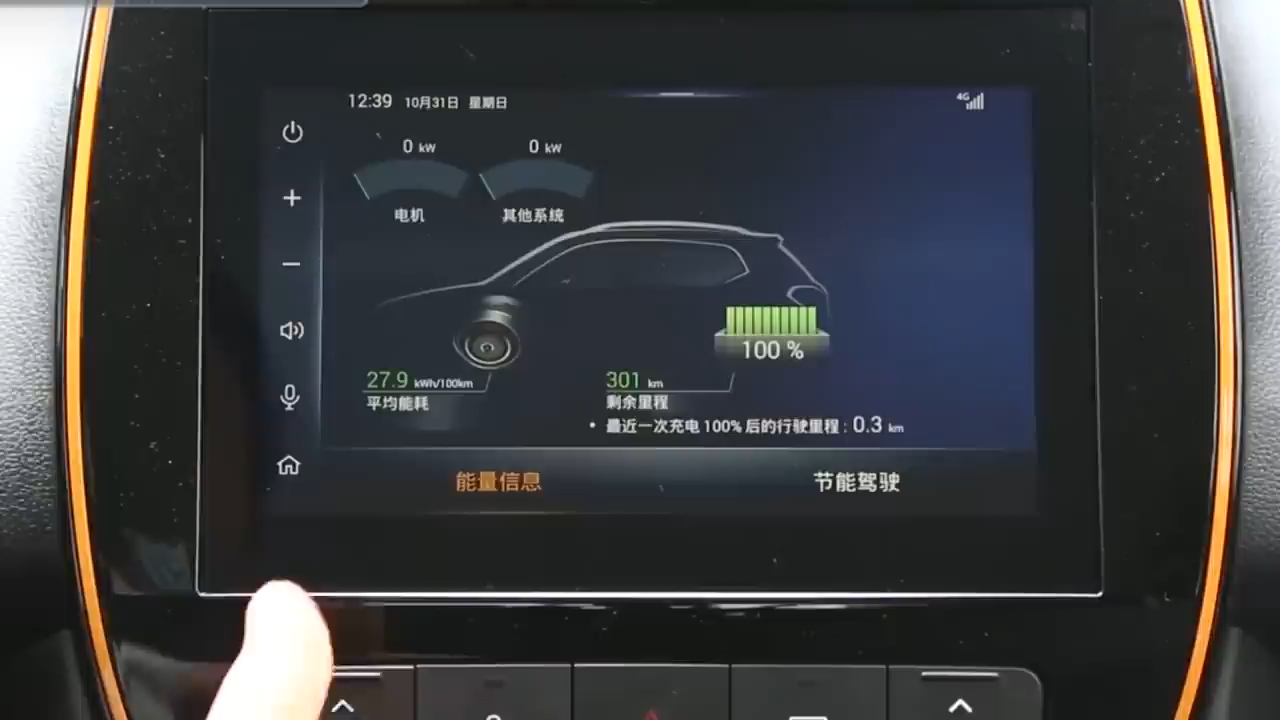 12:39 10月31日 星期日 4G
0 kW 0 kW
电机 其他系统
100 %
27.9 kWh/100km 301 km
平均能耗 剩余里程
• 最近一次充电 100% 后的行驶里程 : 0.3 km
能量信息 节能驾驶